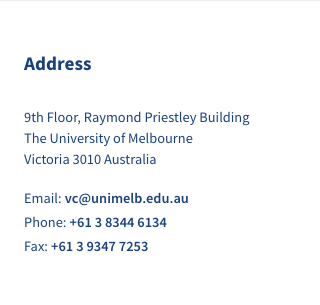 Address
9th Floor, Raymond Priestley Building
The University of Melbourne
Victoria 3010 Australia
Email: vc@unimelb.edu.au
Phone: +61 3 8344 6134
Fax: +61 3 9347 7253